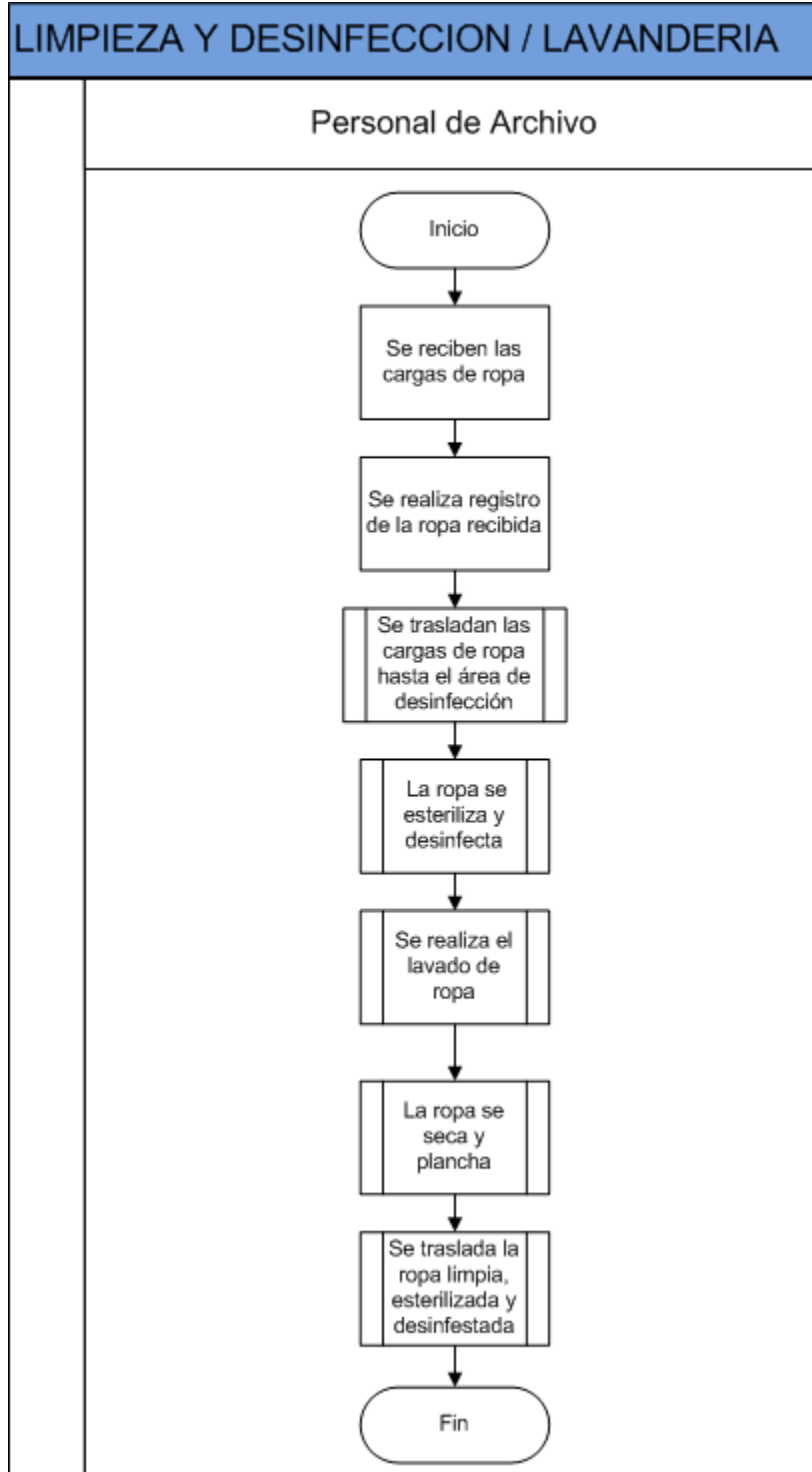 LIMPIEZA Y DESINFECCION / LAVANDERIA
Personal de Archivo
Inicio
Se reciben las
cargas de ropa
Se realiza registro
de la ropa recibida
Se trasladan las
cargas de ropa
hasta el área de
desinfección
La ropa se
esteriliza y
desinfecta
Se realiza el
lavado de
ropa
La ropa se
seca y
plancha
Se traslada la
ropa limpia,
esterilizada y
desinfestada
Fin